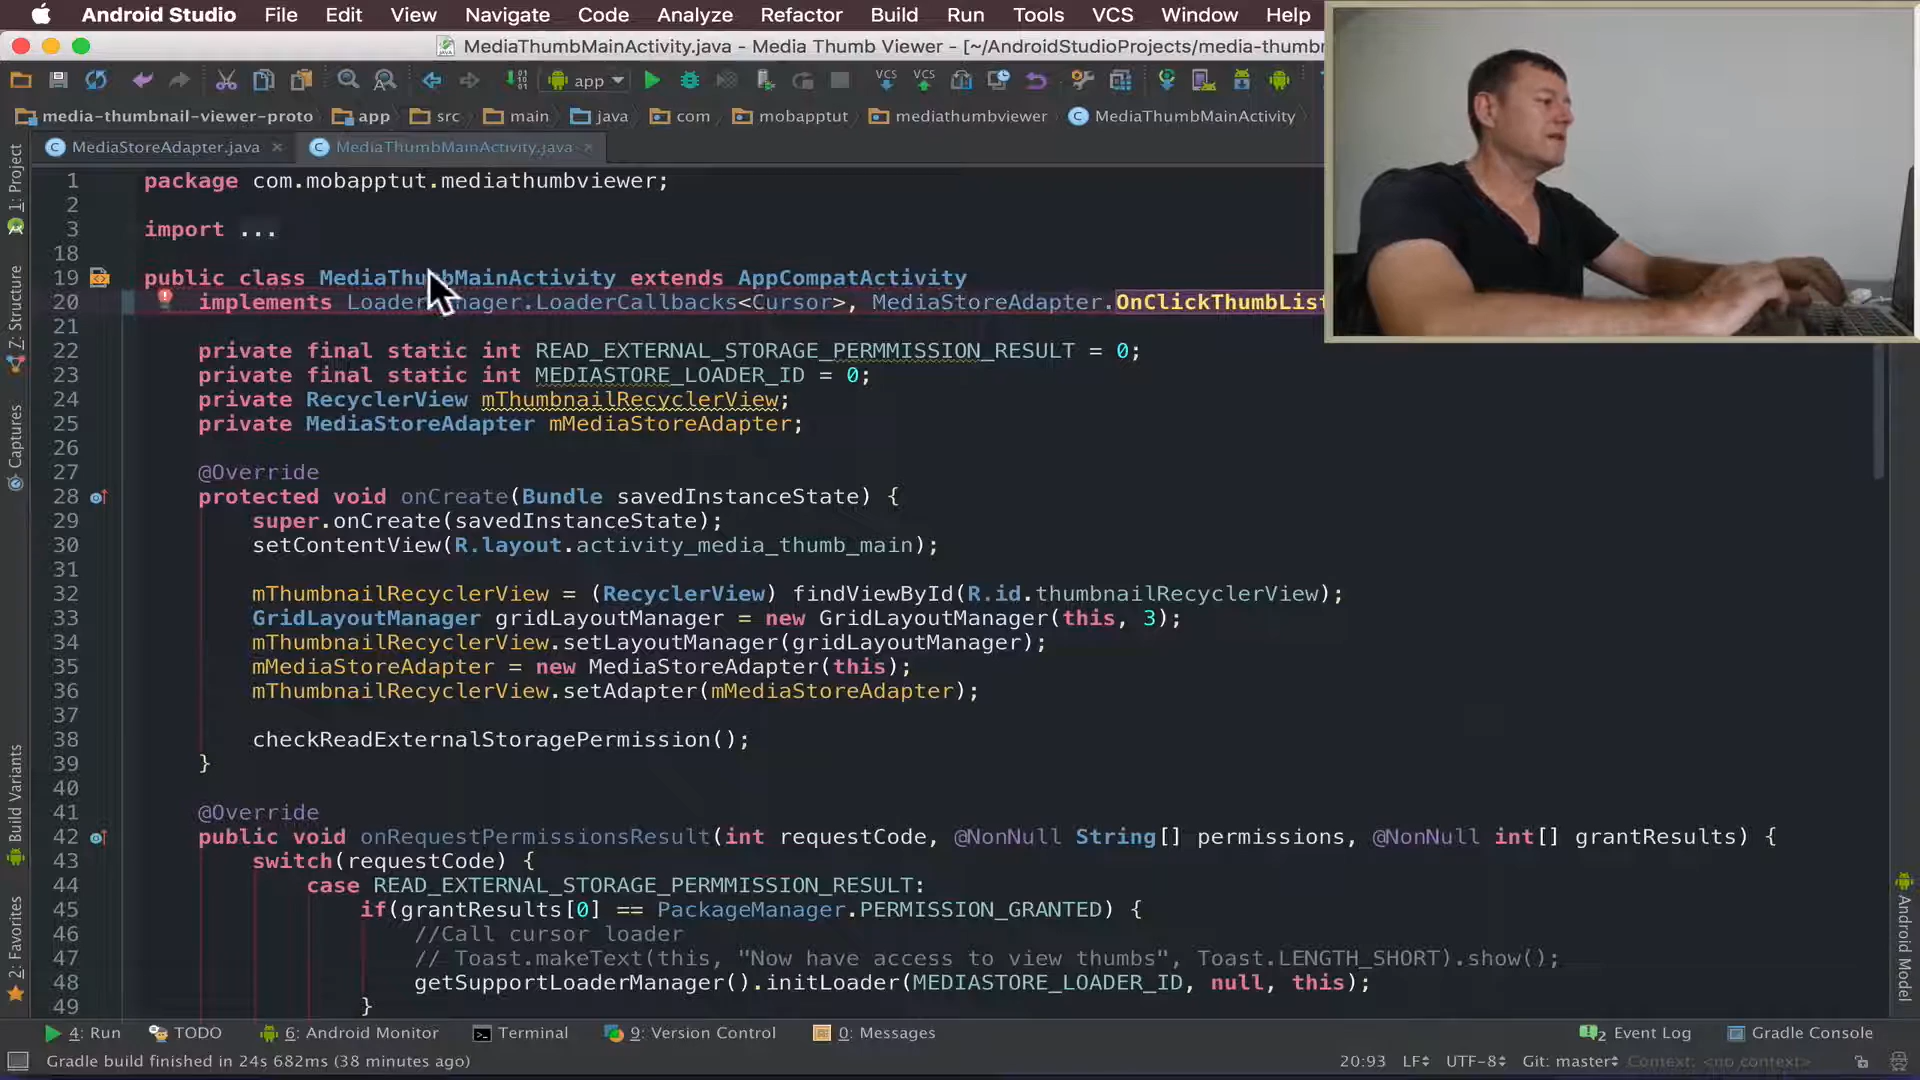 Android Studio File Edit View Navigate Code Analyze Refactor Build Run Tools VCS Window Help
MediaThumbMainActivity.java - Media Thumb Viewer - [~/AndroidStudioProjects/media-thumbn
app VCS VCS
media-thumbnail-viewer-proto app src main java com mobapptut mediathumbviewer MediaThumbMainActivity
MediaStoreAdapter.java MediaThumbMainActivity.java
1: Project
7: Structure
Captures
Build Variants
2: Favorites
Android Model
1 package com.mobapptut.mediathumbviewer;
2
3 import ...
18
19 public class MediaThumbMainActivity extends AppCompatActivity
20 implements LoaderManager.LoaderCallbacks<Cursor>, MediaStoreAdapter.OnClickThumbList
21
22 private final static int READ_EXTERNAL_STORAGE_PERMMISSION_RESULT = 0;
23 private final static int MEDIASTORE_LOADER_ID = 0;
24 private RecyclerView mThumbnailRecyclerView;
25 private MediaStoreAdapter mMediaStoreAdapter;
26
27 @Override
28 protected void onCreate(Bundle savedInstanceState) {
29 super.onCreate(savedInstanceState);
30 setContentView(R.layout.activity_media_thumb_main);
31
32 mThumbnailRecyclerView = (RecyclerView) findViewById(R.id.thumbnailRecyclerView);
33 GridLayoutManager gridLayoutManager = new GridLayoutManager(this, 3);
34 mThumbnailRecyclerView.setLayoutManager(gridLayoutManager);
35 mMediaStoreAdapter = new MediaStoreAdapter(this);
36 mThumbnailRecyclerView.setAdapter(mMediaStoreAdapter);
37
38 checkReadExternalStoragePermission();
39 }
40
41 @Override
42 public void onRequestPermissionsResult(int requestCode, @NonNull String[] permissions, @NonNull int[] grantResults) {
43 switch(requestCode) {
44 case READ_EXTERNAL_STORAGE_PERMMISSION_RESULT:
45 if(grantResults[0] == PackageManager.PERMISSION_GRANTED) {
46 //Call cursor loader
47 // Toast.makeText(this, "Now have access to view thumbs", Toast.LENGTH_SHORT).show();
48 getSupportLoaderManager().initLoader(MEDIASTORE_LOADER_ID, null, this);
49 }
4: Run TODO 6: Android Monitor Terminal 9: Version Control 0: Messages 2 Event Log Gradle Console
Gradle build finished in 24s 682ms (38 minutes ago) 20:93 LF UTF-8 Git: master Context: <no context>